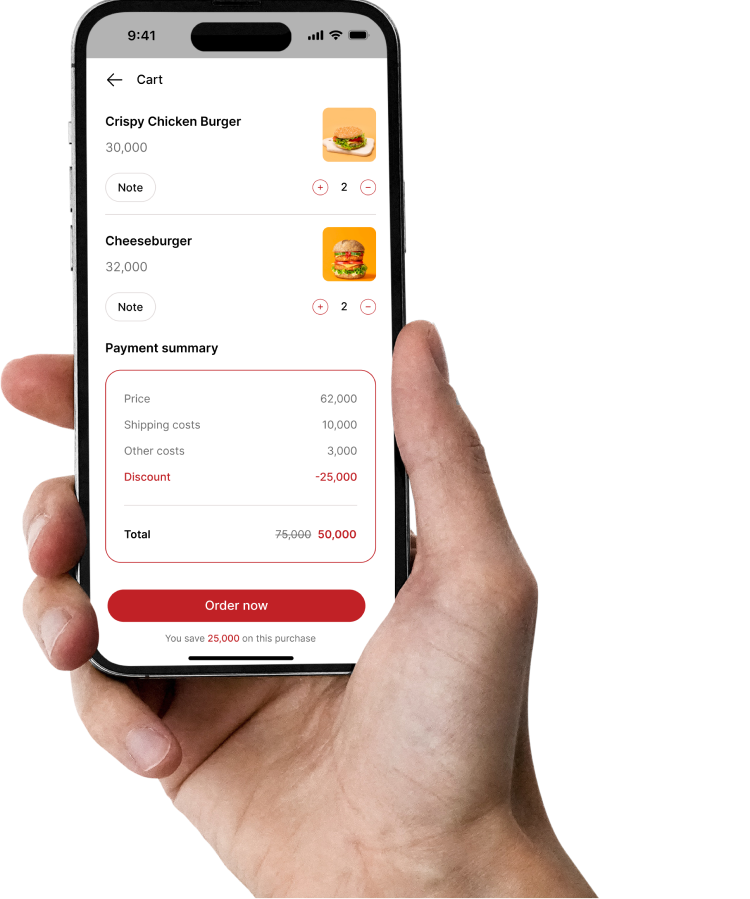 9:41
Cart
Crispy Chicken Burger
30,000
Note
+ 2 −
Cheeseburger
32,000
Note
+ 2 −
Payment summary
Price 62,000
Shipping costs 10,000
Other costs 3,000
Discount -25,000
Total 75,000 50,000
Order now
You save 25,000 on this purchase